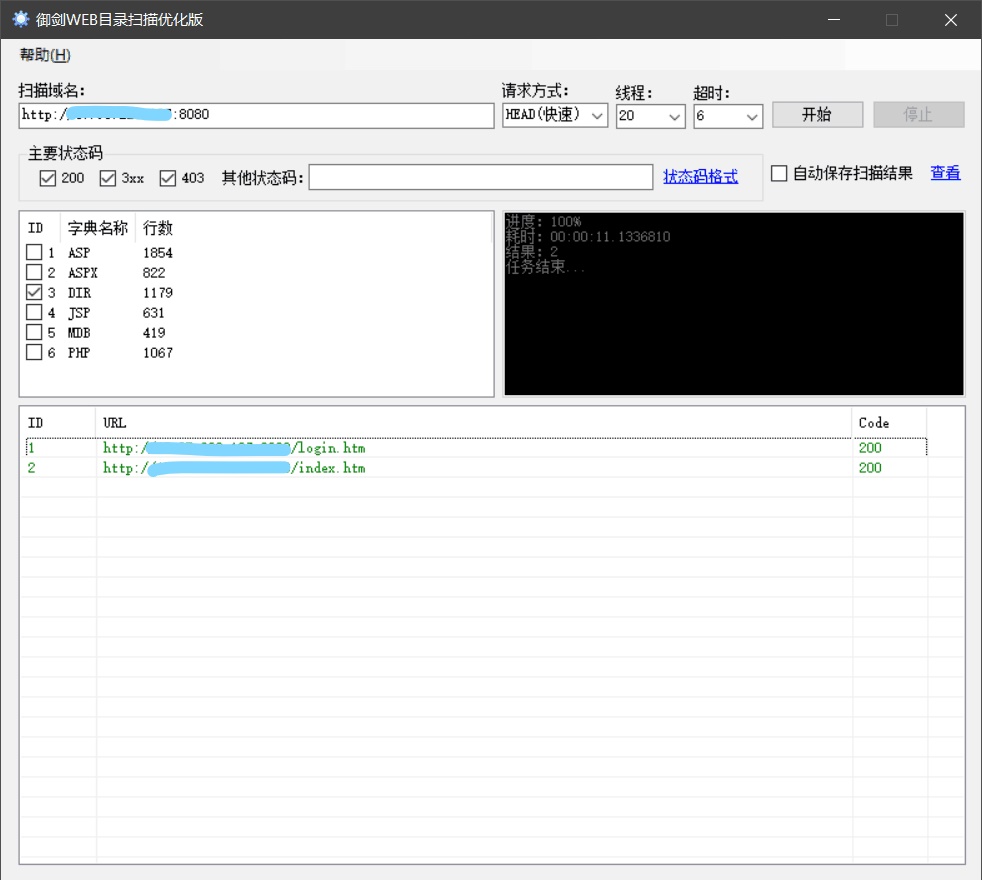 御剑WEB目录扫描优化版
帮助(H)
扫描域名: 请求方式: 线程: 超时:
http:/ :8080 HEAD(快速) 20 6 开始 停止
主要状态码
200 3xx 403 其他状态码: 状态码格式 自动保存扫描结果 查看
ID 字典名称 行数
1 ASP 1854
2 ASPX 822
3 DIR 1179
4 JSP 631
5 MDB 419
6 PHP 1067
进度: 100%
耗时: 00:00:11.1336810
结果: 2
任务结束...
ID URL Code
1 http:/ /login.htm 200
2 http:/ /index.htm 200